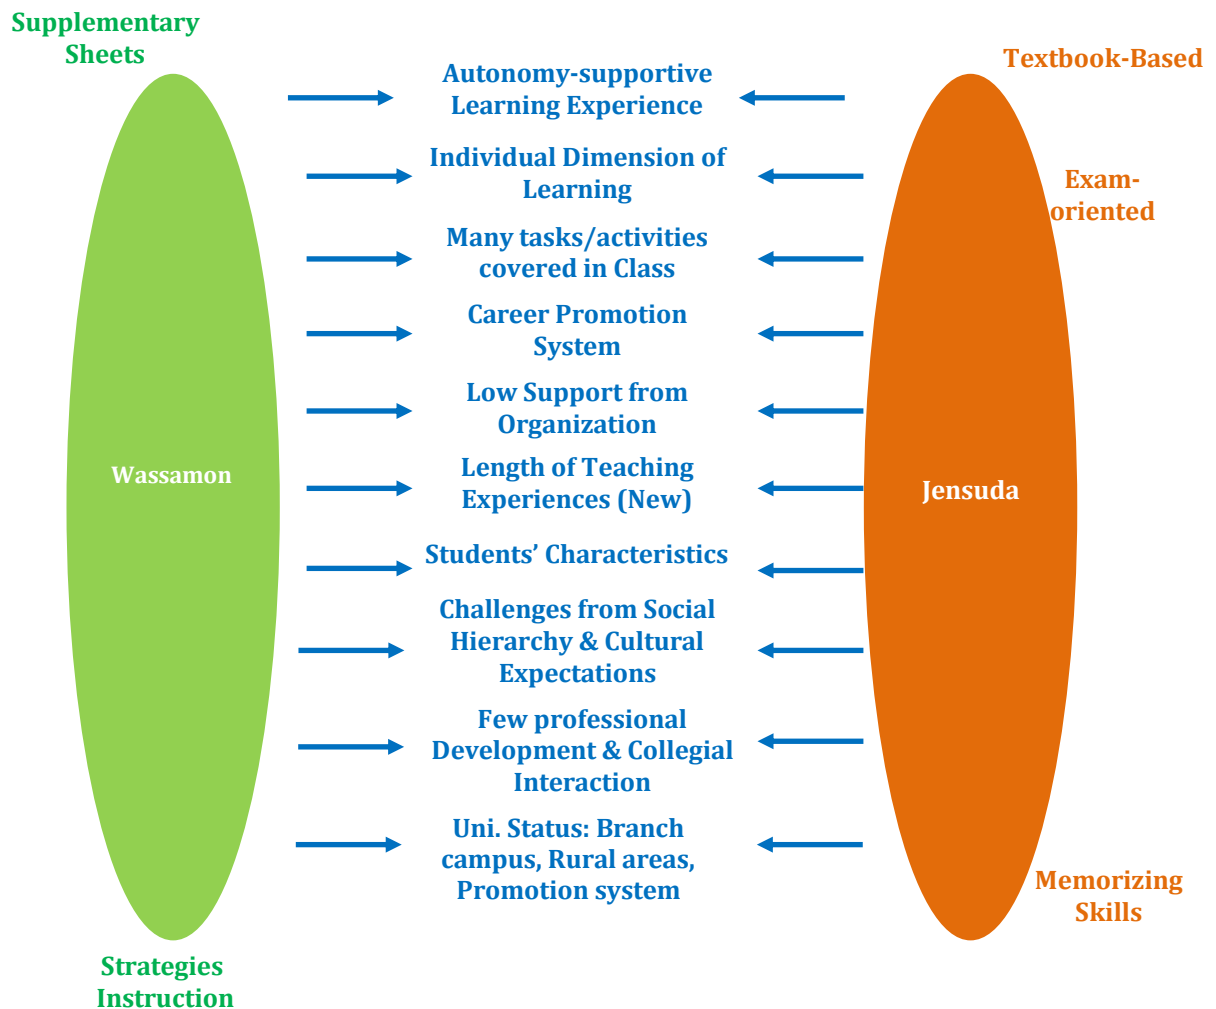 Supplementary
Sheets
Textbook-Based
Autonomy-supportive
Learning Experience
Individual Dimension of
Learning
Exam-
oriented
Many tasks/activities
covered in Class
Career Promotion
System
Low Support from
Organization
Wassamon
Length of Teaching
Experiences (New)
Jensuda
Students’ Characteristics
Challenges from Social
Hierarchy & Cultural
Expectations
Few professional
Development & Collegial
Interaction
Uni. Status: Branch
campus, Rural areas,
Promotion system
Memorizing
Skills
Strategies
Instruction